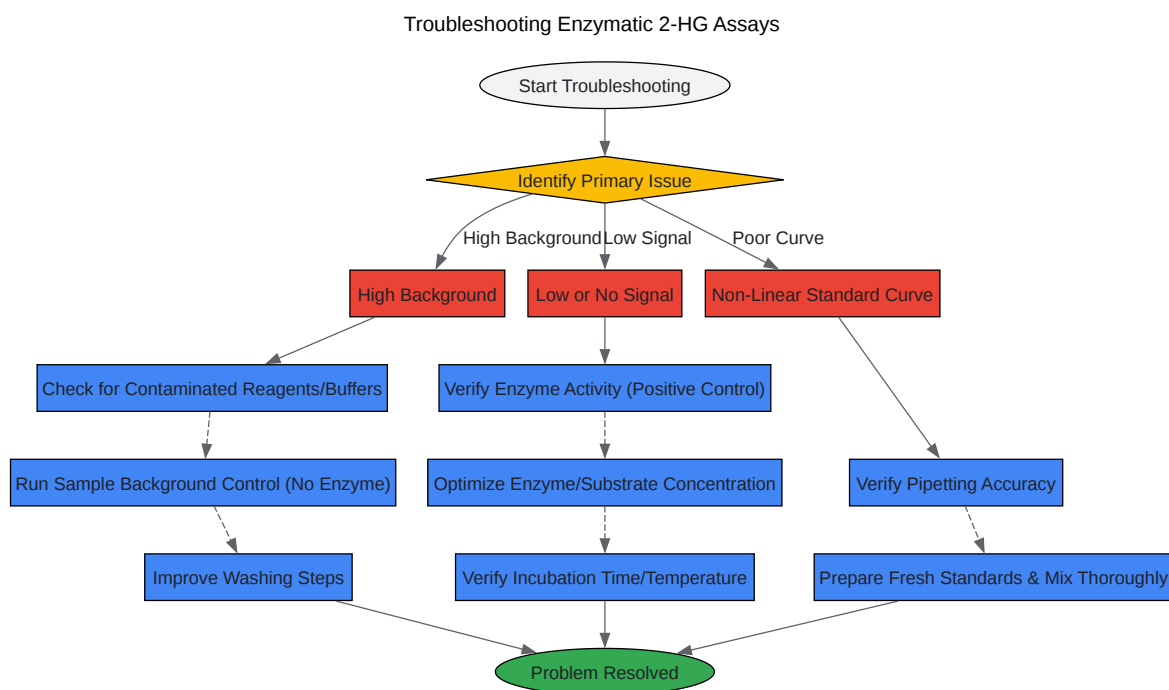 Troubleshooting Enzymatic 2-HG Assays
Start Troubleshooting
Identify Primary Issue
High Background
Low Signal
Poor Curve
High Background
Low or No Signal
Non-Linear Standard Curve
Check for Contaminated Reagents/Buffers
Verify Enzyme Activity (Positive Control)
Run Sample Background Control (No Enzyme)
Optimize Enzyme/Substrate Concentration
Verify Pipetting Accuracy
Improve Washing Steps
Verify Incubation Time/Temperature
Prepare Fresh Standards & Mix Thoroughly
Problem Resolved